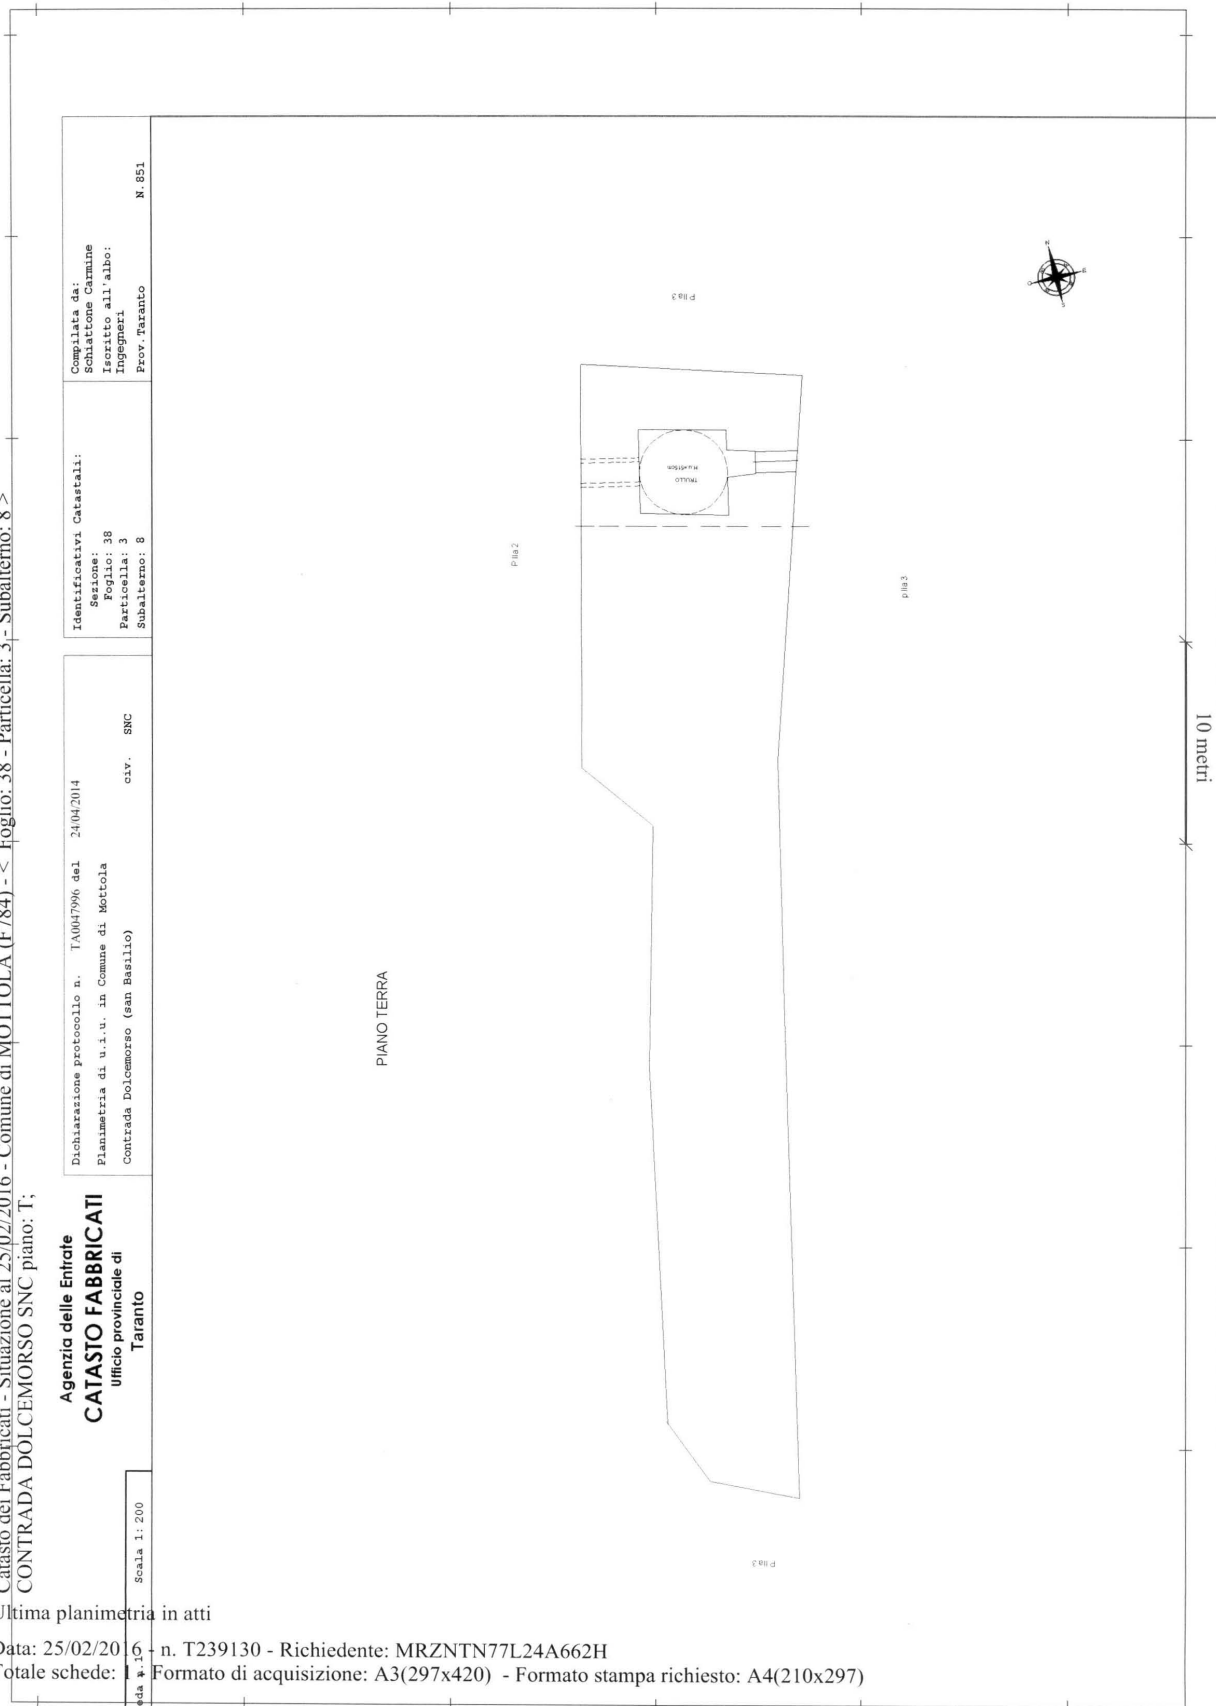 Catasto dei Fabbricati - Situazione al 25/02/2016 - Comune di MOTTOLA (F784) - < Foglio: 38 - Particella: 3 - Subalterno: 8 >
CONTRADA DOLCEMORSO SNC piano: T;
Agenzia delle Entrate
CATASTO FABBRICATI
Ufficio provinciale di
Taranto
Dichiarazione protocollo n. TA0047996 del 24/04/2014
Planimetria di u.i.u. in Comune di Mottola
Contrada Dolcemorso (san Basilio) civ. SNC
Identificativi Catastali:
Sezione:
Foglio: 38
Particella: 3
Subalterno: 8
Compilata da:
Schiattone Carmine
Iscritto all'albo:
Ingegneri
Prov. Taranto N. 851
Scala 1: 200
PIANO TERRA
P lla 2
P lla 3
TRULLO
p lla 3
P lla 3
N
E
S
O
10 metri
Ultima planimetria in atti
Data: 25/02/2016 - n. T239130 - Richiedente: MRZNTN77L24A662H
Totale schede: 1 - Formato di acquisizione: A3(297x420) - Formato stampa richiesto: A4(210x297)